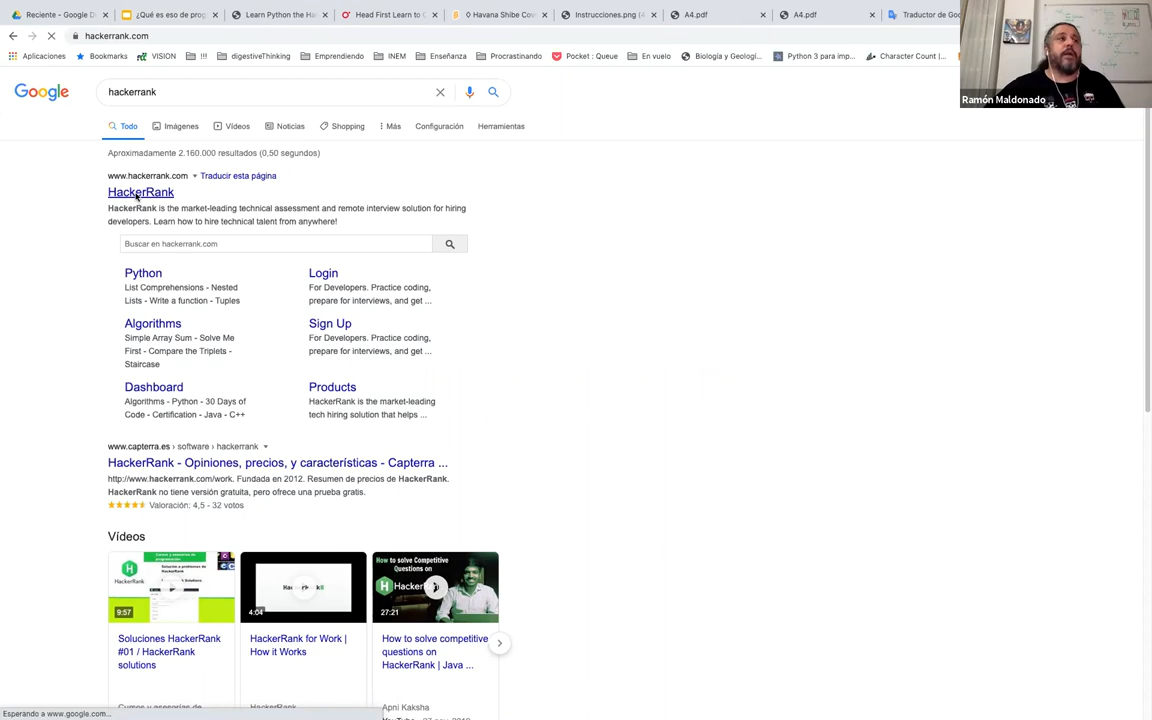 Reciente - Google D
¿Qué es eso de prog
Learn Python the Ha
Head First Learn to C
◊ Havana Shibe Cov
Instrucciones.png (4
A4.pdf
A4.pdf
Traductor de Goo
hackerrank.com
Aplicaciones
Bookmarks
VISION
!!!
digestiveThinking
Emprendiendo
INEM
Enseñanza
Procrastinando
Pocket : Queue
En vuelo
Biología y Geologí...
Python 3 para imp...
Character Count |...
Ramón Maldonado
Google
hackerrank
Todo
Imágenes
Vídeos
Noticias
Shopping
Más
Configuración
Herramientas
Aproximadamente 2.160.000 resultados (0,50 segundos)
www.hackerrank.com
Traducir esta página
HackerRank
HackerRank is the market-leading technical assessment and remote interview solution for hiring
developers. Learn how to hire technical talent from anywhere!
Buscar en hackerrank.com
Python
List Comprehensions - Nested
Lists - Write a function - Tuples
Login
For Developers. Practice coding,
prepare for interviews, and get ...
Algorithms
Simple Array Sum - Solve Me
First - Compare the Triplets -
Staircase
Sign Up
For Developers. Practice coding,
prepare for interviews, and get ...
Dashboard
Algorithms - Python - 30 Days of
Code - Certification - Java - C++
Products
HackerRank is the market-leading
tech hiring solution that helps ...
www.capterra.es › software › hackerrank
HackerRank - Opiniones, precios, y características - Capterra ...
http://www.hackerrank.com/work. Fundada en 2012. Resumen de precios de HackerRank.
HackerRank no tiene versión gratuita, pero ofrece una prueba gratis.
Valoración: 4,5 - 32 votos
Vídeos
HackerRank
9:57
4:04
How to solve Competitive
Questions on
27:21
Soluciones HackerRank
#01 / HackerRank
solutions
HackerRank for Work |
How it Works
HackerRank
How to solve competitive
questions on
HackerRank | Java ...
Apni Kaksha
Esperando a www.google.com...